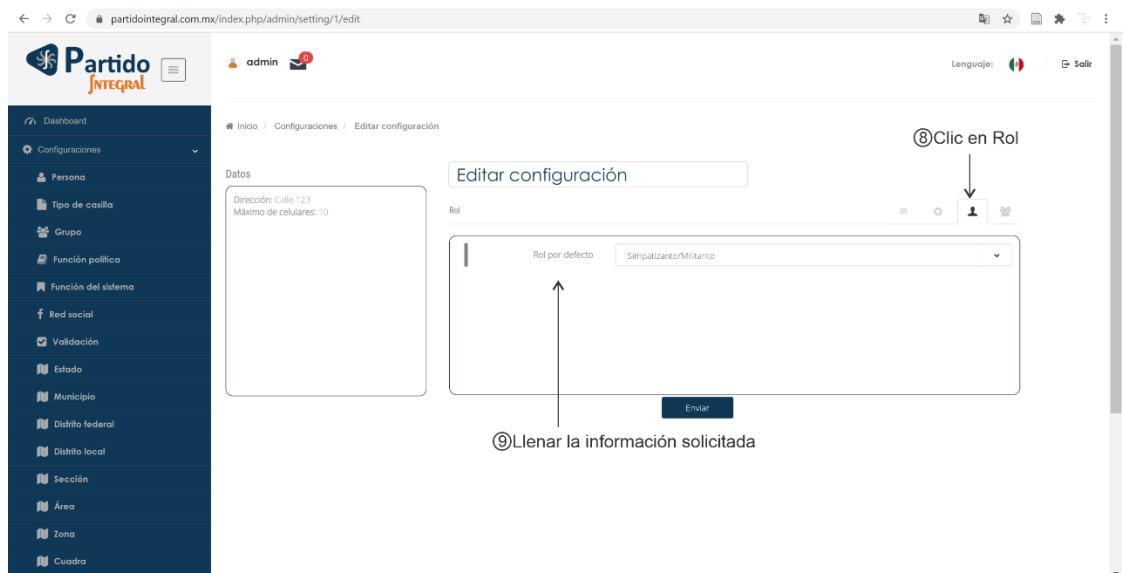 partidointegral.com.mx/index.php/admin/setting/1/edit
Partido
INTEGRAL
admin
0
Lenguaje:
Salir
Dashboard
Configuraciones
Persona
Tipo de casilla
Grupo
Función política
Función del sistema
Red social
Validación
Estado
Municipio
Distrito federal
Distrito local
Sección
Área
Zona
Cuadra
Inicio / Configuraciones / Editar configuración
⑧Clic en Rol
Datos
Dirección: Calle 123
Máximo de celulares: 10
Editar configuración
Rol
Rol por defecto
Simpatizante/Militante
Enviar
⑨Llenar la información solicitada